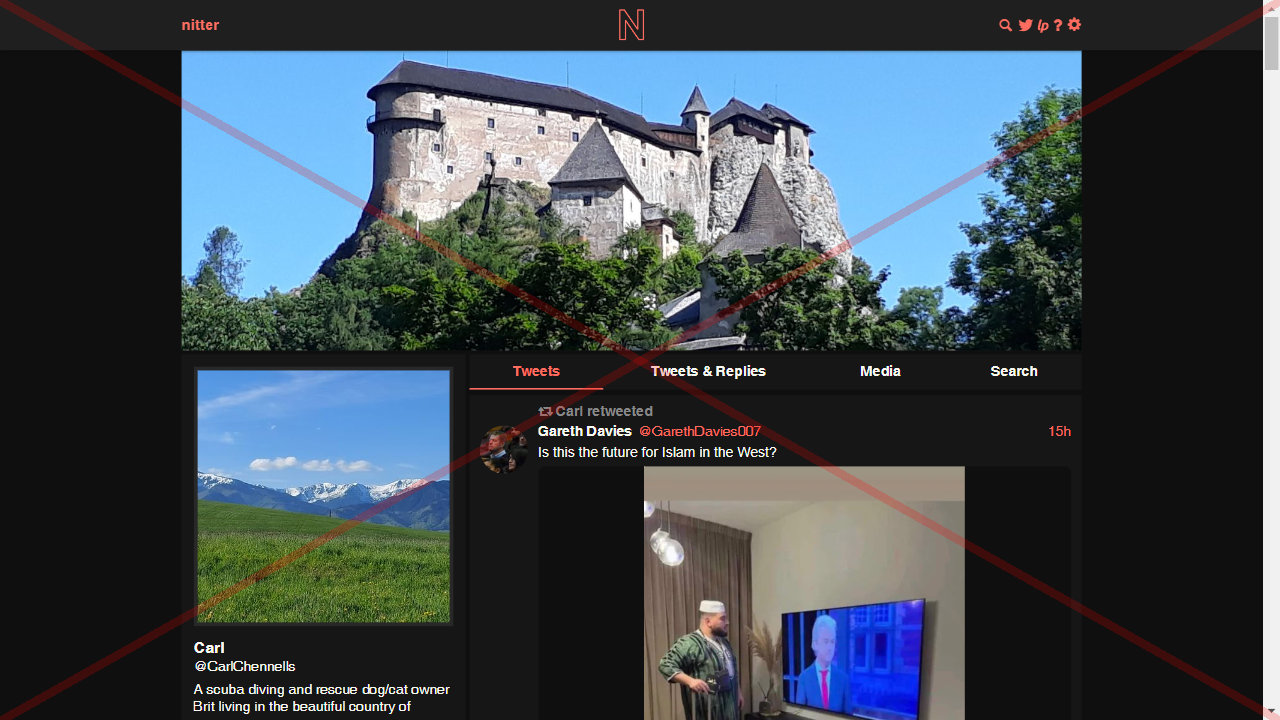 nitter
N
lp ?
Tweets Tweets & Replies Media Search
Carl retweeted
Gareth Davies @GarethDavies007 15h
Is this the future for Islam in the West?
Carl
@CarlChennells
A scuba diving and rescue dog/cat owner
Brit living in the beautiful country of